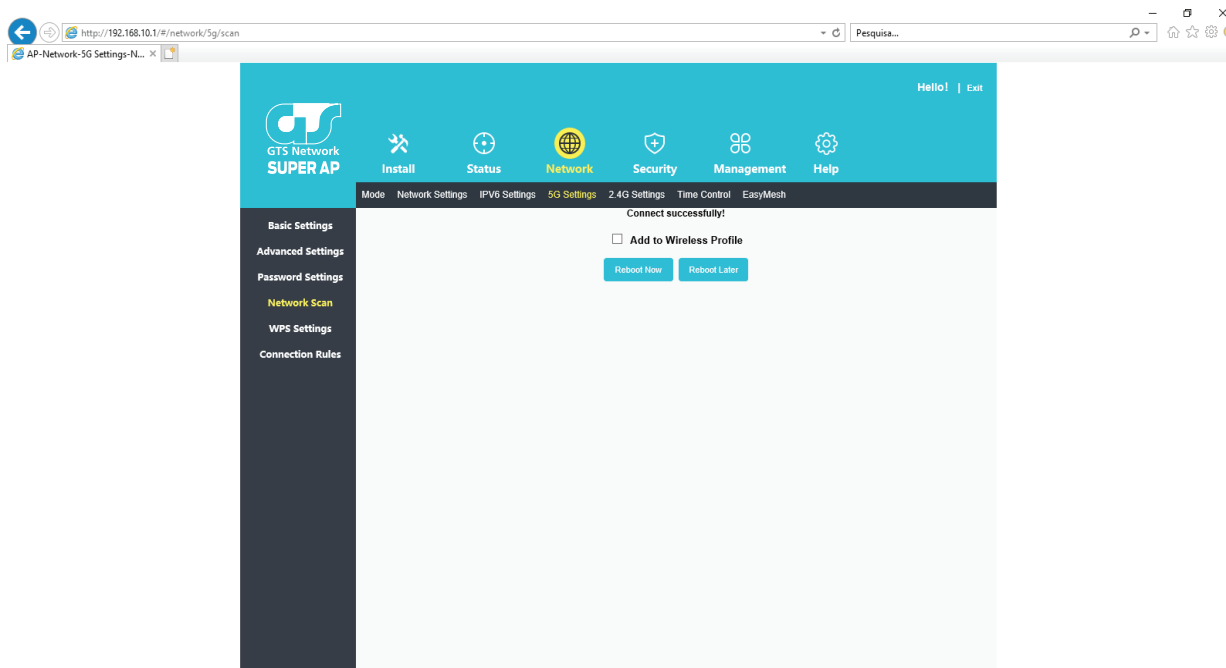 http://192.168.10.1/#/network/5g/scan
Pesquisa...
AP-Network-5G Settings-N...
Hello! | Exit
GTS Network
SUPER AP
Install Status Network Security Management Help
Mode Network Settings IPV6 Settings 5G Settings 2.4G Settings Time Control EasyMesh
Basic Settings
Advanced Settings
Password Settings
Network Scan
WPS Settings
Connection Rules
Connect successfully!
Add to Wireless Profile
Reboot Now Reboot Later